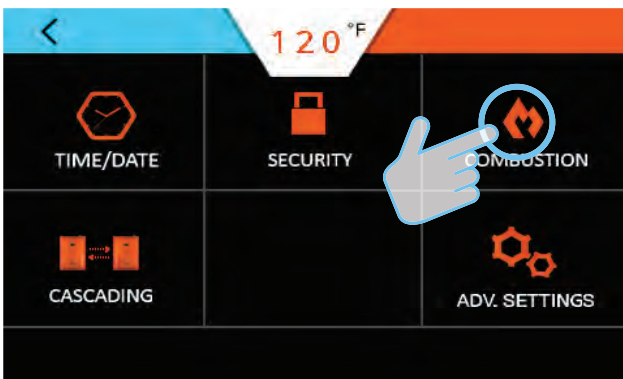 120°F
TIME/DATE
SECURITY
COMBUSTION
CASCADING
ADV. SETTINGS